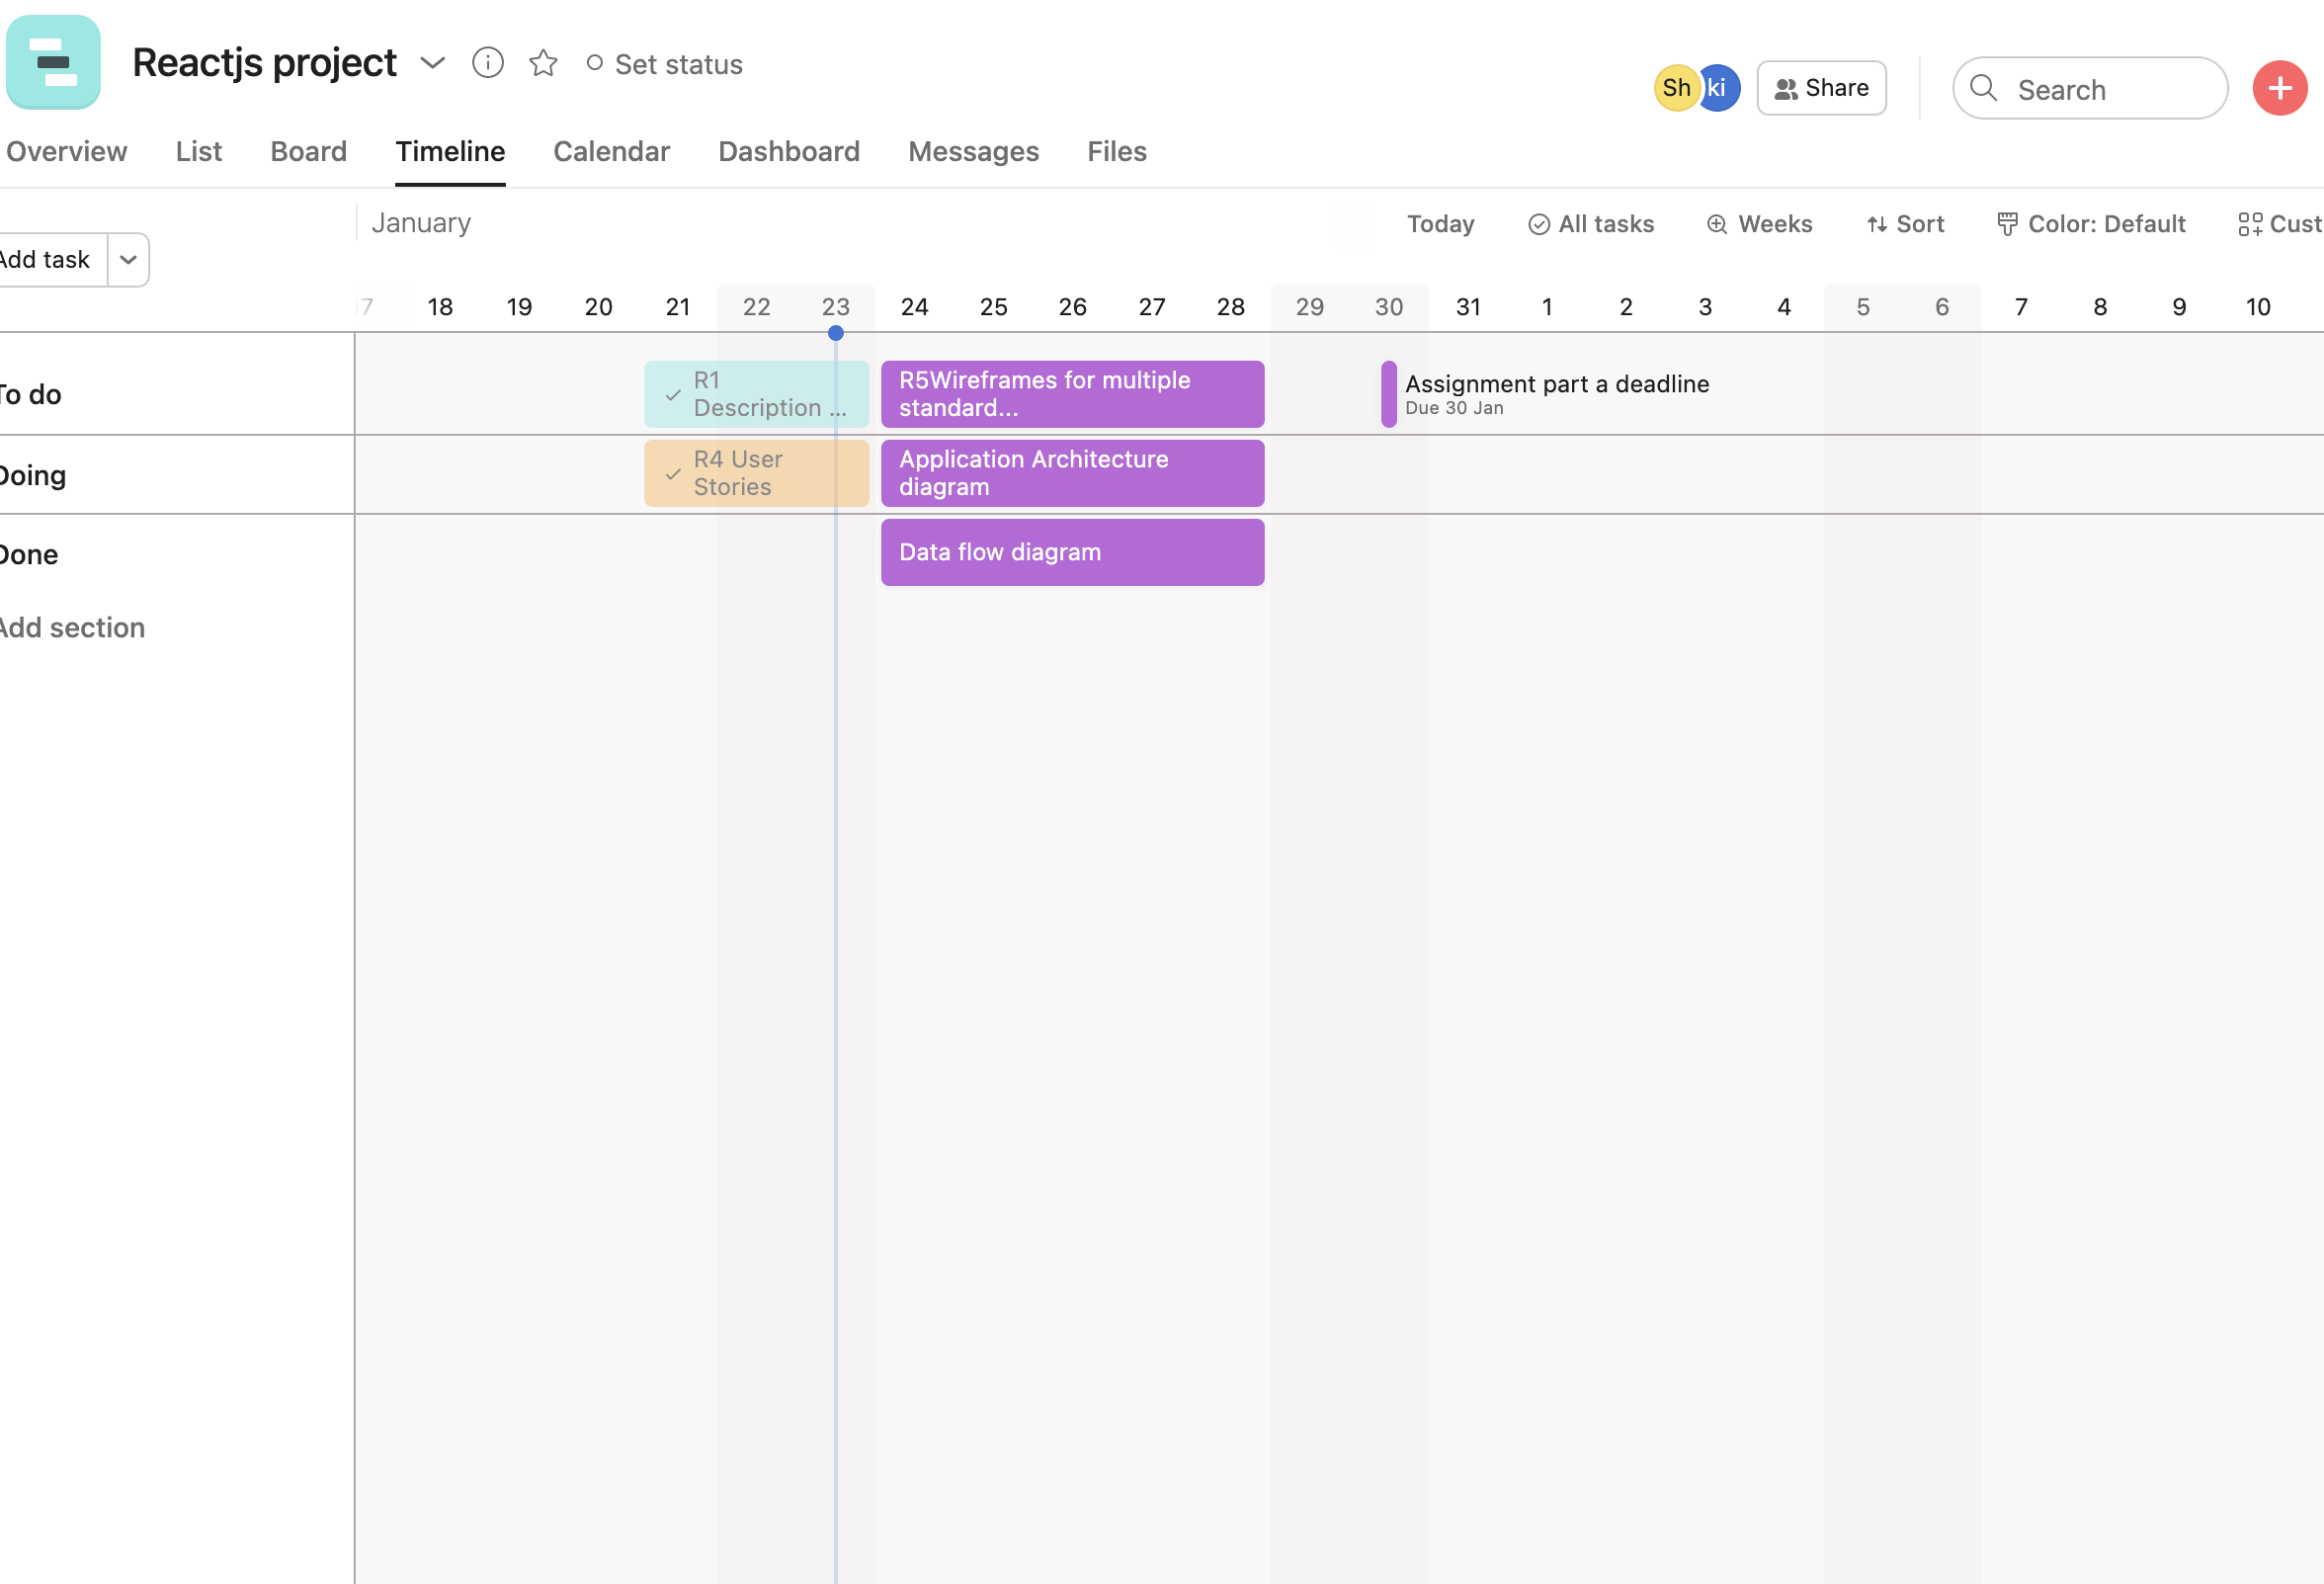 Reactjs project
Set status
Sh ki Share Search
Overview List Board Timeline Calendar Dashboard Messages Files
January
Today All tasks Weeks Sort Color: Default Cust
Add task
7 18 19 20 21 22 23 24 25 26 27 28 29 30 31 1 2 3 4 5 6 7 8 9 10
To do
R1
Description ...
R5Wireframes for multiple
standard...
Assignment part a deadline
Due 30 Jan
Doing
R4 User
Stories
Application Architecture
diagram
Done
Data flow diagram
Add section